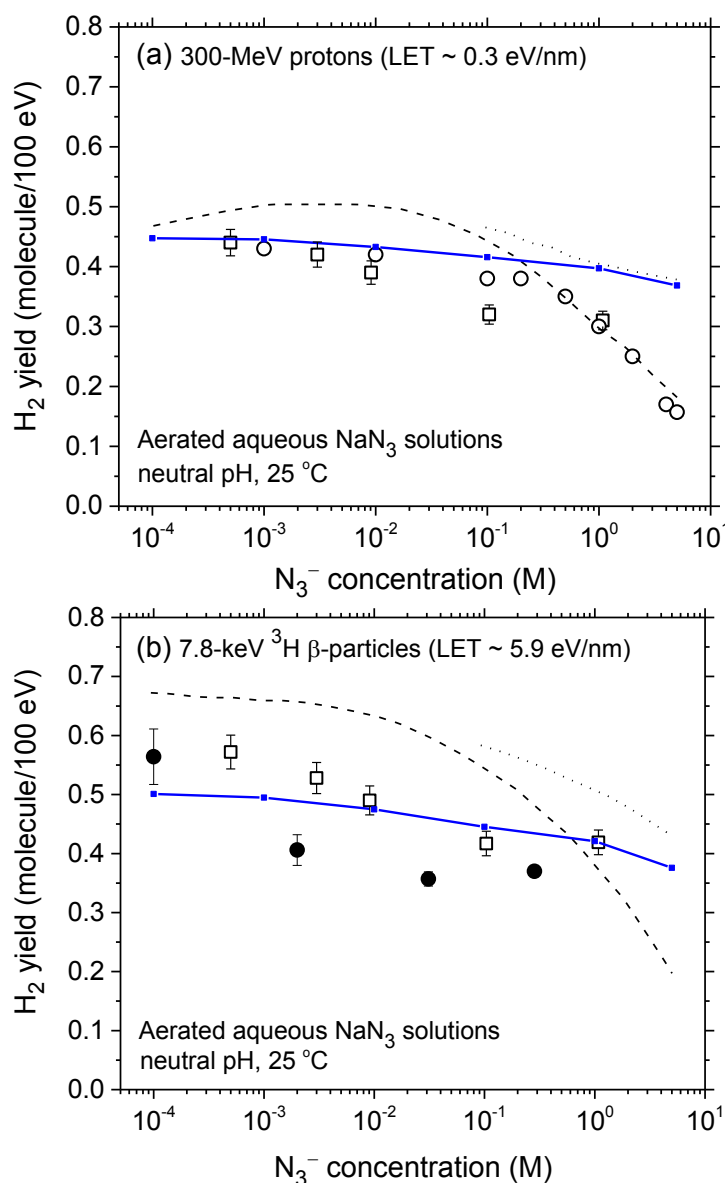 (a) 300-MeV protons (LET ~ 0.3 eV/nm)
0.8
0.7
0.6
0.5
0.4
0.3
0.2
0.1
0.0
H₂ yield (molecule/100 eV)
Aerated aqueous NaN₃ solutions
neutral pH, 25 °C
10⁻⁴ 10⁻³ 10⁻² 10⁻¹ 10⁰ 10¹
N₃⁻ concentration (M)
(b) 7.8-keV ³H β-particles (LET ~ 5.9 eV/nm)
0.8
0.7
0.6
0.5
0.4
0.3
0.2
0.1
0.0
H₂ yield (molecule/100 eV)
Aerated aqueous NaN₃ solutions
neutral pH, 25 °C
10⁻⁴ 10⁻³ 10⁻² 10⁻¹ 10⁰ 10¹
N₃⁻ concentration (M)